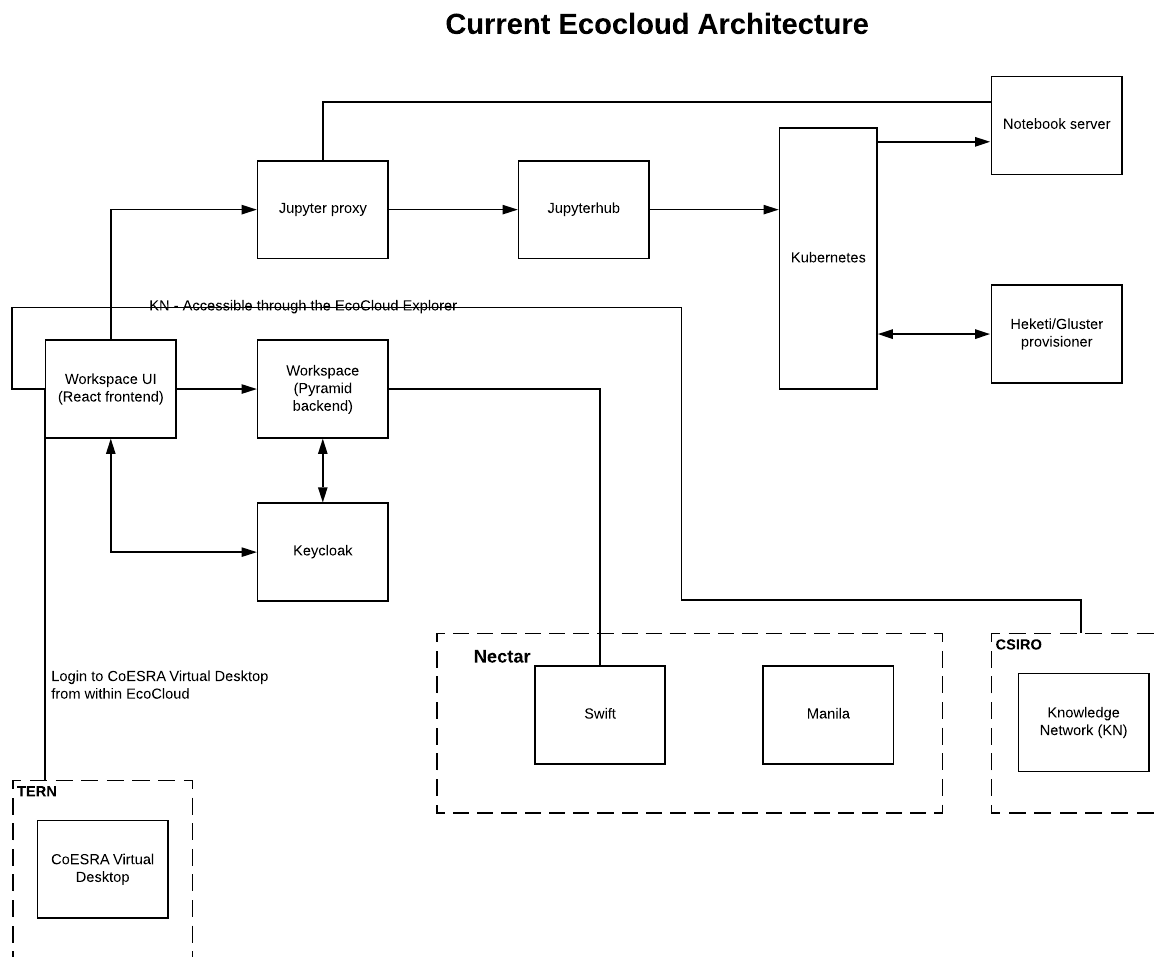 Current Ecocloud Architecture
Notebook server
Jupyter proxy
Jupyterhub
Kubernetes
KN - Accessible through the EcoCloud Explorer
Heketi/Gluster
provisioner
Workspace UI
(React frontend)
Workspace
(Pyramid
backend)
Keycloak
Login to CoESRA Virtual Desktop
from within EcoCloud
Nectar
Swift
Manila
CSIRO
Knowledge
Network (KN)
TERN
CoESRA Virtual
Desktop